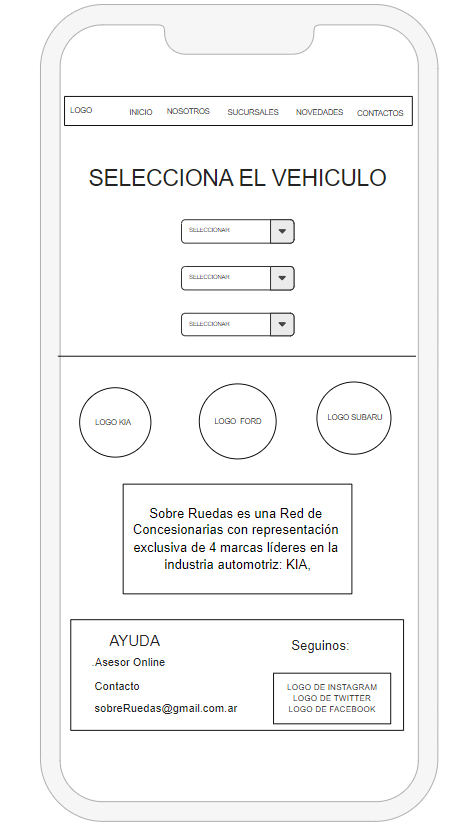 LOGO INICIO NOSOTROS SUCURSALES NOVEDADES CONTACTOS
SELECCIONA EL VEHICULO
SELECCIONAR
SELECCIONAR
SELECCIONAR
LOGO KIA LOGO FORD LOGO SUBARU
Sobre Ruedas es una Red de
Concesionarias con representación
exclusiva de 4 marcas líderes en la
industria automotriz: KIA,
AYUDA
.Asesor Online
Contacto
sobreRuedas@gmail.com.ar
Seguinos:
LOGO DE INSTAGRAM
LOGO DE TWITTER
LOGO DE FACEBOOK